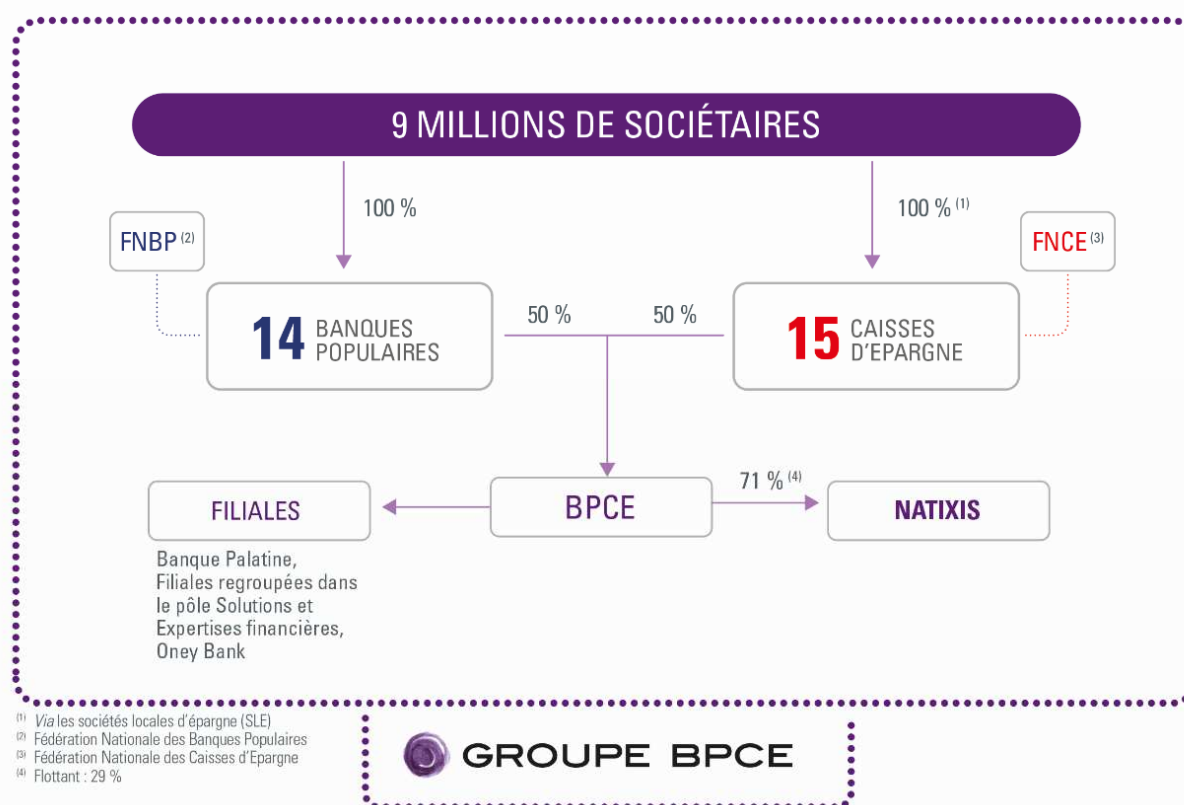 9 MILLIONS DE SOCIÉTAIRES
100 %
100 % (1)
FNBP (2)
FNCE (3)
14 BANQUES
POPULAIRES
50 %
50 %
15 CAISSES
D'EPARGNE
FILIALES
BPCE
71 % (4)
NATIXIS
Banque Palatine,
Filiales regroupées dans
le pôle Solutions et
Expertises financières,
Oney Bank
(1) Via les sociétés locales d'épargne (SLE)
(2) Fédération Nationale des Banques Populaires
(3) Fédération Nationale des Caisses d'Epargne
(4) Flottant : 29 %
GROUPE BPCE